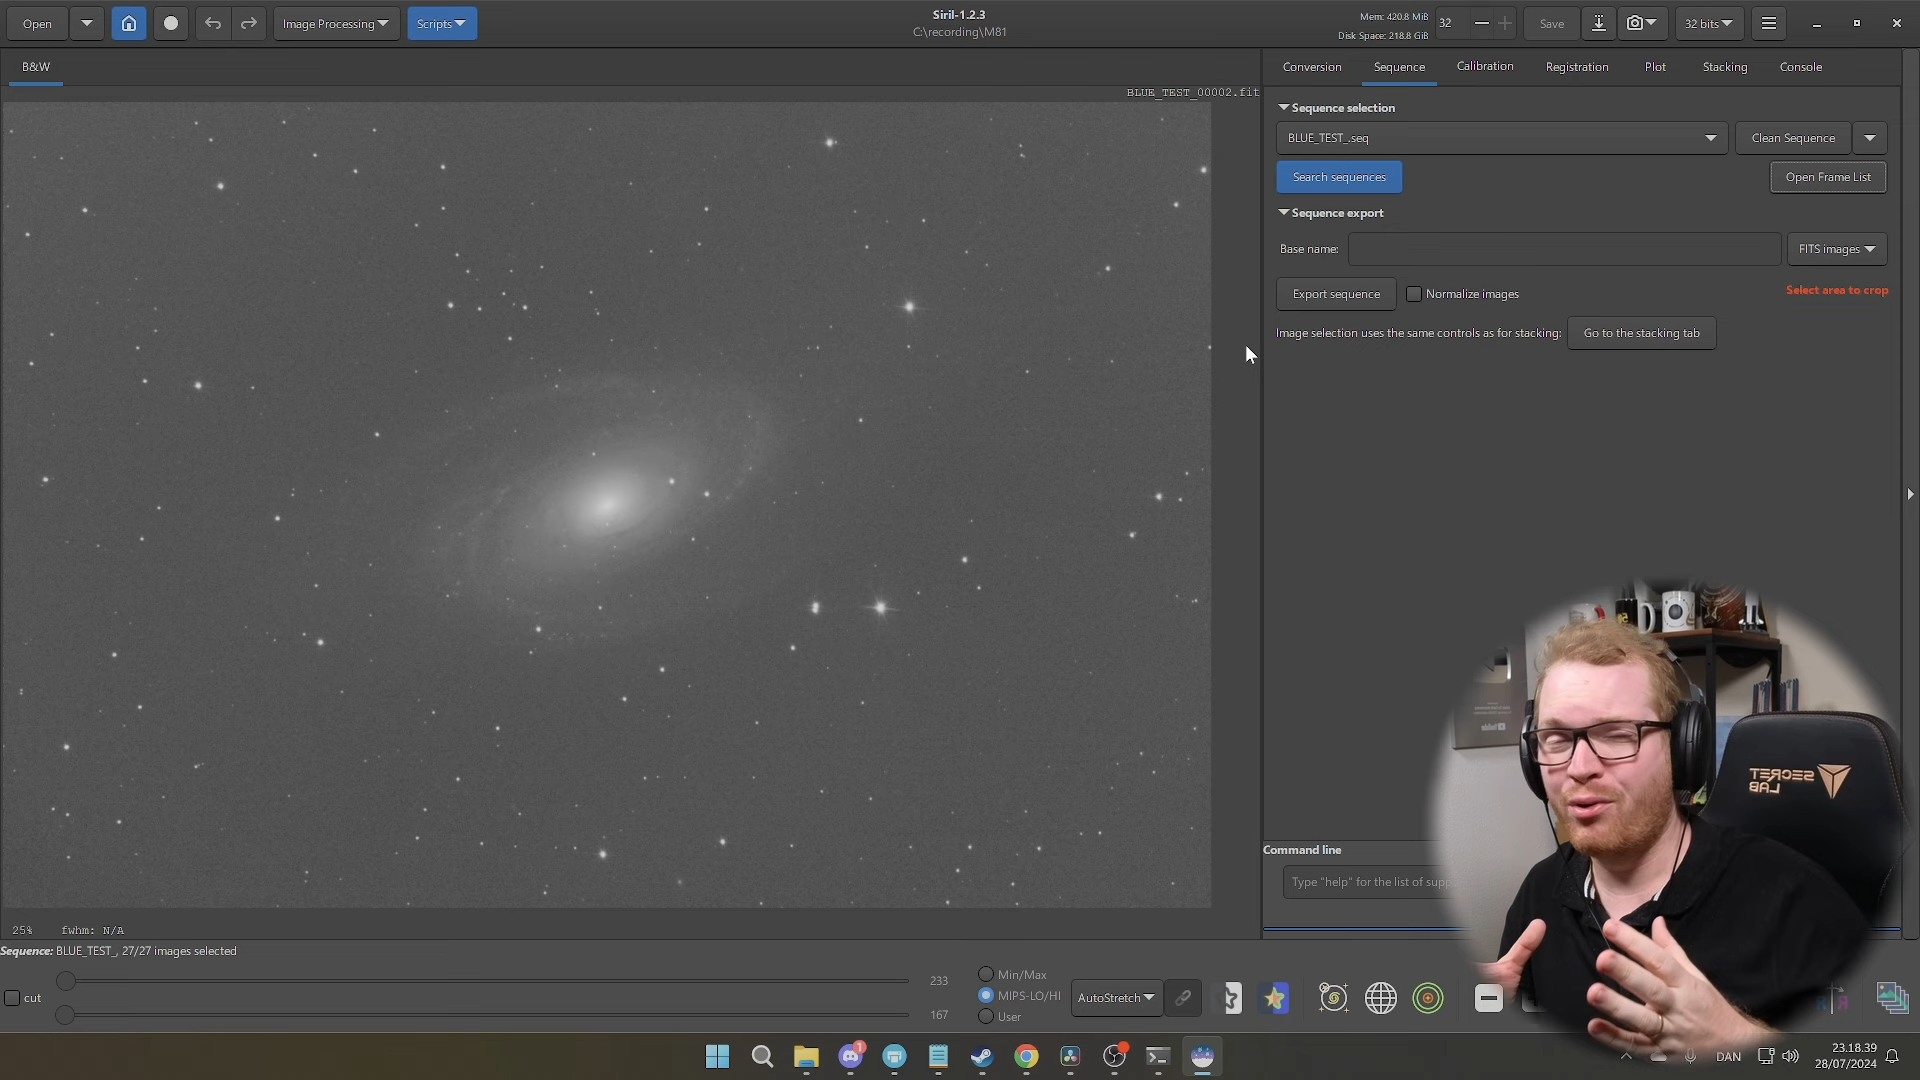 Open
Image Processing
Scripts
Siril-1.2.3
C:\recording\M81
Mem: 420.8 MiB
Disk Space: 218.8 GiB
32
Save
32 bits
B&W
BLUE_TEST_00002.fit
Conversion
Sequence
Calibration
Registration
Plot
Stacking
Console
Sequence selection
BLUE_TEST_.seq
Clean Sequence
Search sequences
Open Frame List
Sequence export
Base name:
FITS images
Export sequence
Normalize images
Select area to crop
Image selection uses the same controls as for stacking:
Go to the stacking tab
SECRET
LAB
Command line
Type "help" for the list of supp
25%
fwhm: N/A
Sequence: BLUE_TEST_, 27/27 images selected
cut
233
167
Min/Max
MIPS-LO/HI
User
AutoStretch
1
DAN
23.18.39
28/07/2024